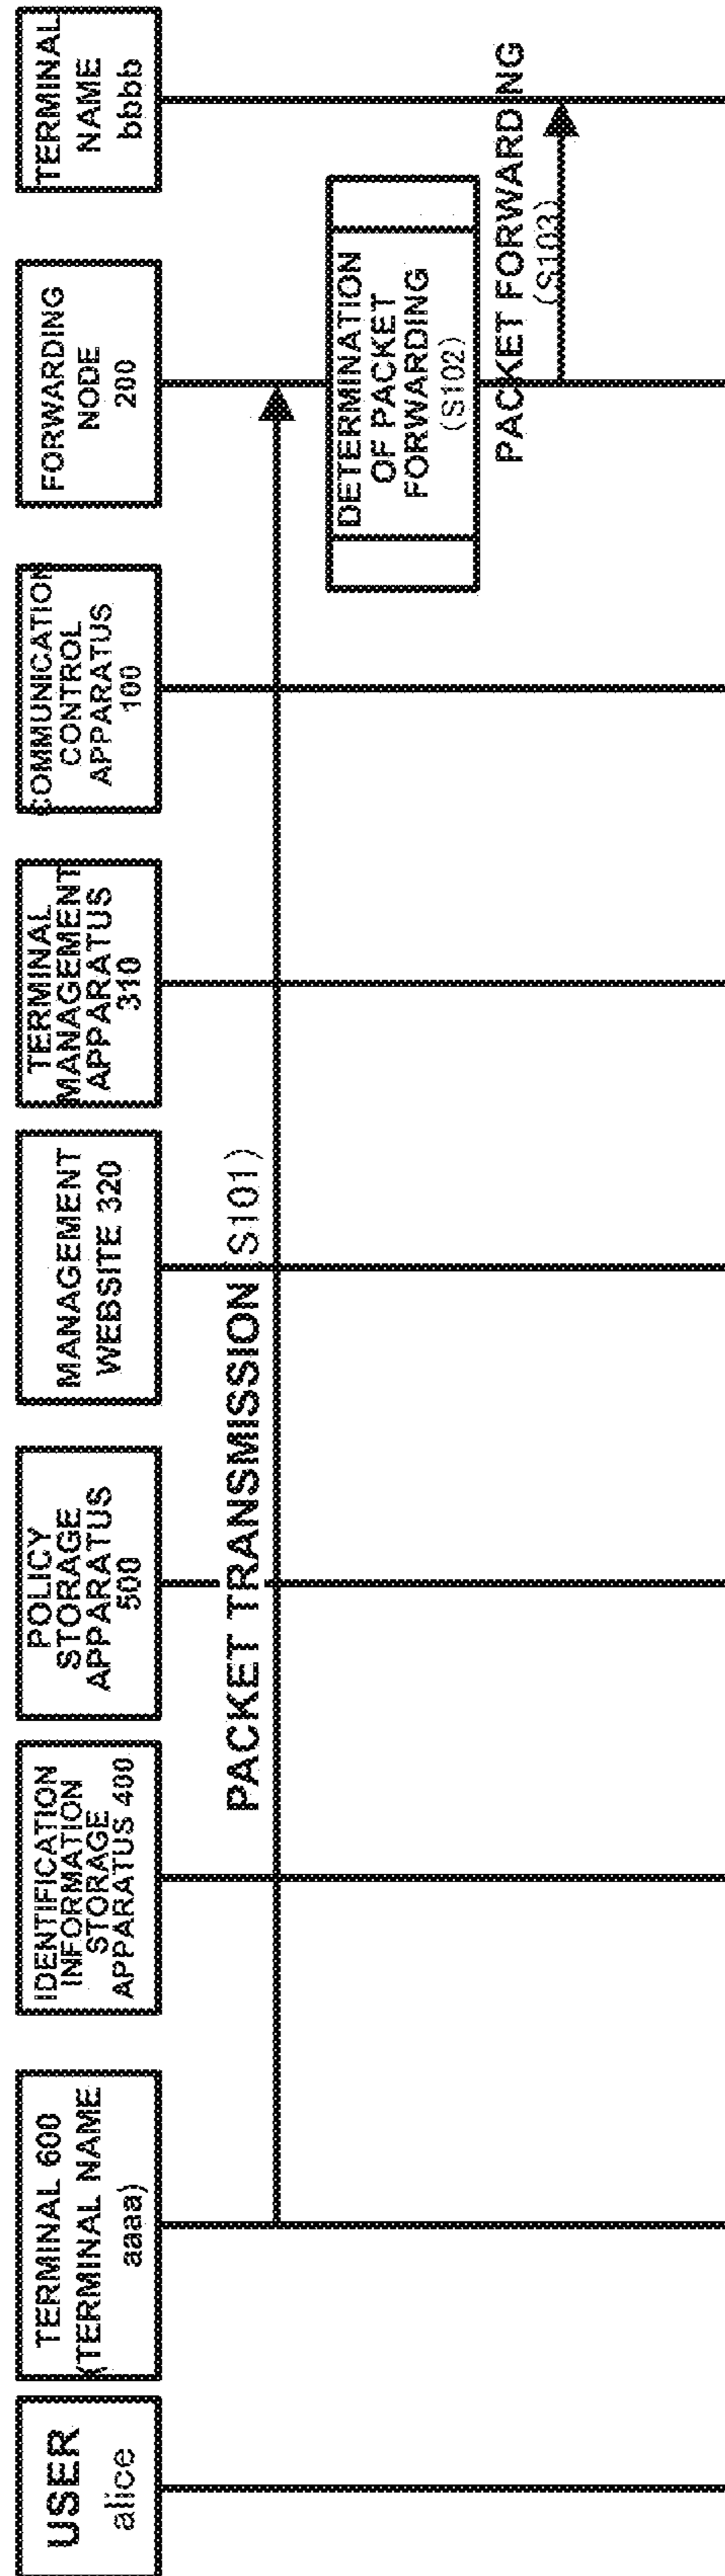 USER
alice
TERMINAL 600
(TERMINAL NAME
aaaa)
IDENTIFICATION
INFORMATION
STORAGE
APPARATUS 400
POLICY
STORAGE
APPARATUS
500
MANAGEMENT
WEBSITE 320
TERMINAL
MANAGEMENT
APPARATUS
310
COMMUNICATION
CONTROL
APPARATUS
100
FORWARDING
NODE
200
TERMINAL
NAME
bbbb
PACKET TRANSMISSION (S101)
DETERMINATION
OF PACKET
FORWARDING
(S102)
PACKET FORWARDING
(S103)